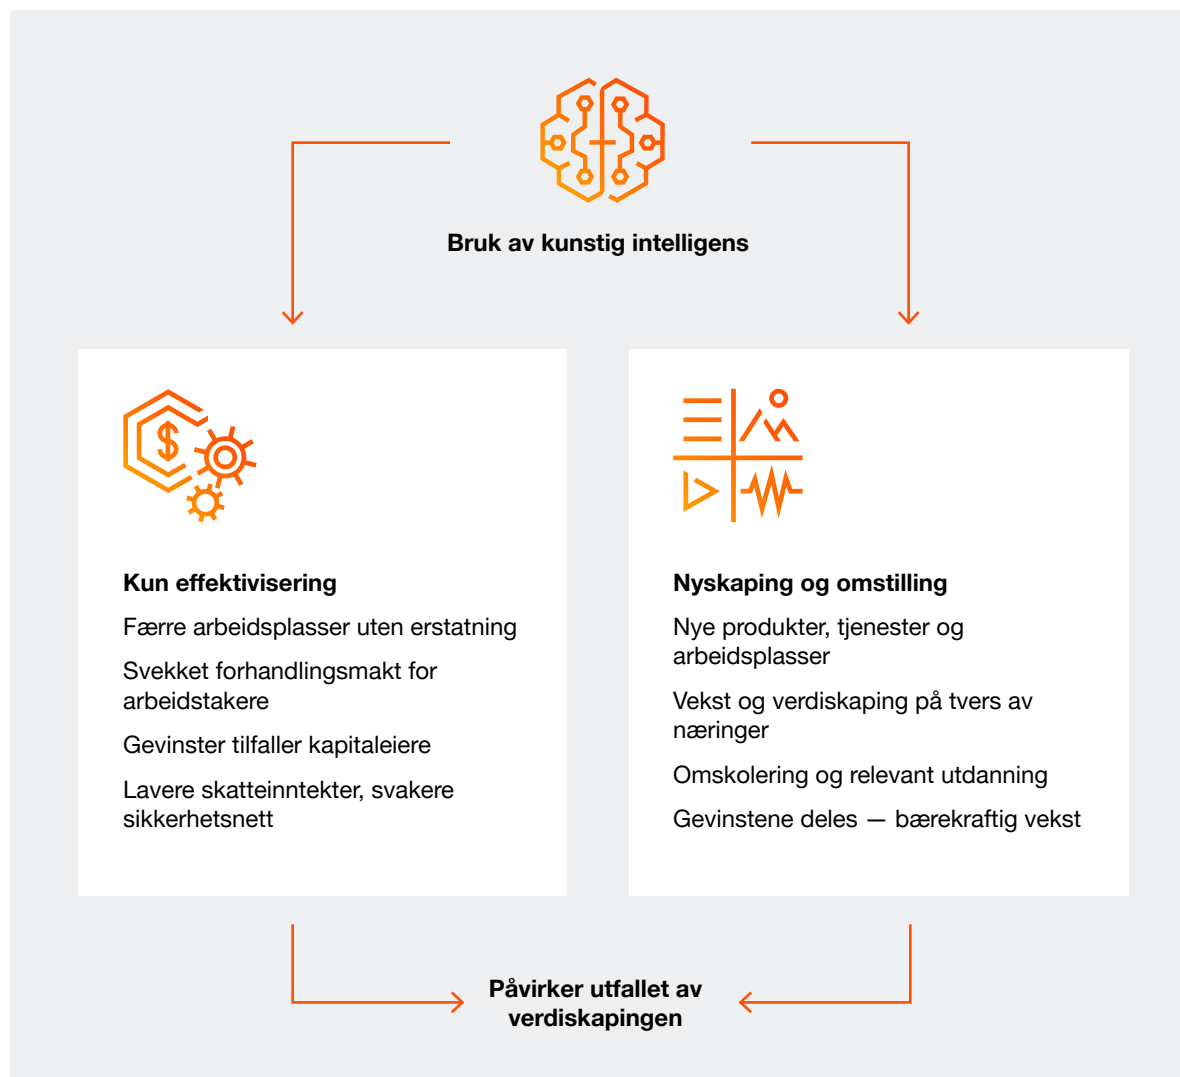 Bruk av kunstig intelligens
Kun effektivisering
Færre arbeidsplasser uten erstatning
Svekket forhandlingsmakt for
arbeidstakere
Gevinster tilfaller kapitaleiere
Lavere skatteinntekter, svakere
sikkerhetsnett
Nyskaping og omstilling
Nye produkter, tjenester og
arbeidsplasser
Vekst og verdiskaping på tvers av
næringer
Omskolering og relevant utdanning
Gevinstene deles — bærekraftig vekst
Påvirker utfallet av
verdiskapingen